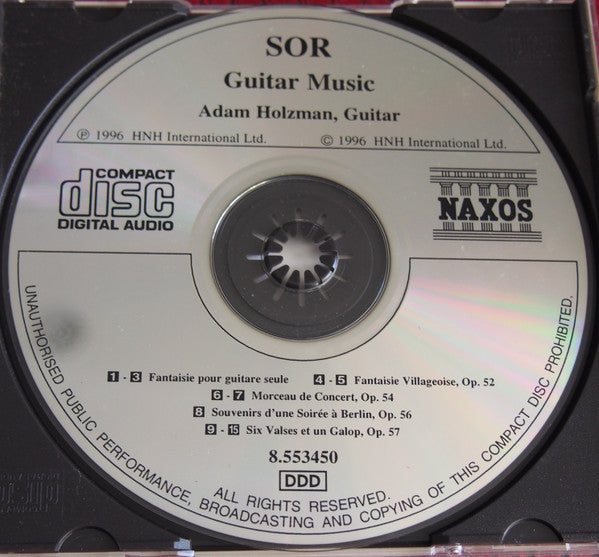 SOR
Guitar Music
Adam Holzman, Guitar
℗ 1996 HNH International Ltd. © 1996 HNH International Ltd.
COMPACT
disc
DIGITAL AUDIO
NAXOS
1 - 3 Fantaisie pour guitare seule 4 - 5 Fantaisie Villageoise, Op. 52
6 - 7 Morceau de Concert, Op. 54
8 Souvenirs d'une Soirée à Berlin, Op. 56
9 - 15 Six Valses et un Galop, Op. 57
8.553450
DDD
ALL RIGHTS RESERVED.
UNAUTHORISED PUBLIC PERFORMANCE, BROADCASTING AND COPYING OF THIS COMPACT DISC PROHIBITED.